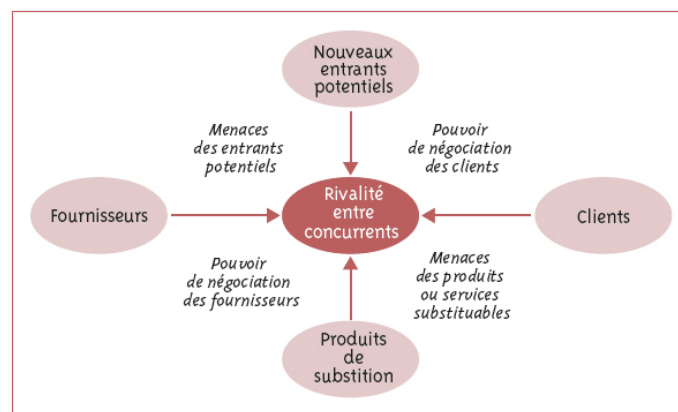 Nouveaux
entrants
potentiels
Menaces
des entrants
potentiels
Pouvoir
de négociation
des clients
Fournisseurs
Rivalité
entre
concurrents
Clients
Pouvoir
de négociation
des fournisseurs
Menaces
des produits
ou services
substituables
Produits
de
substition